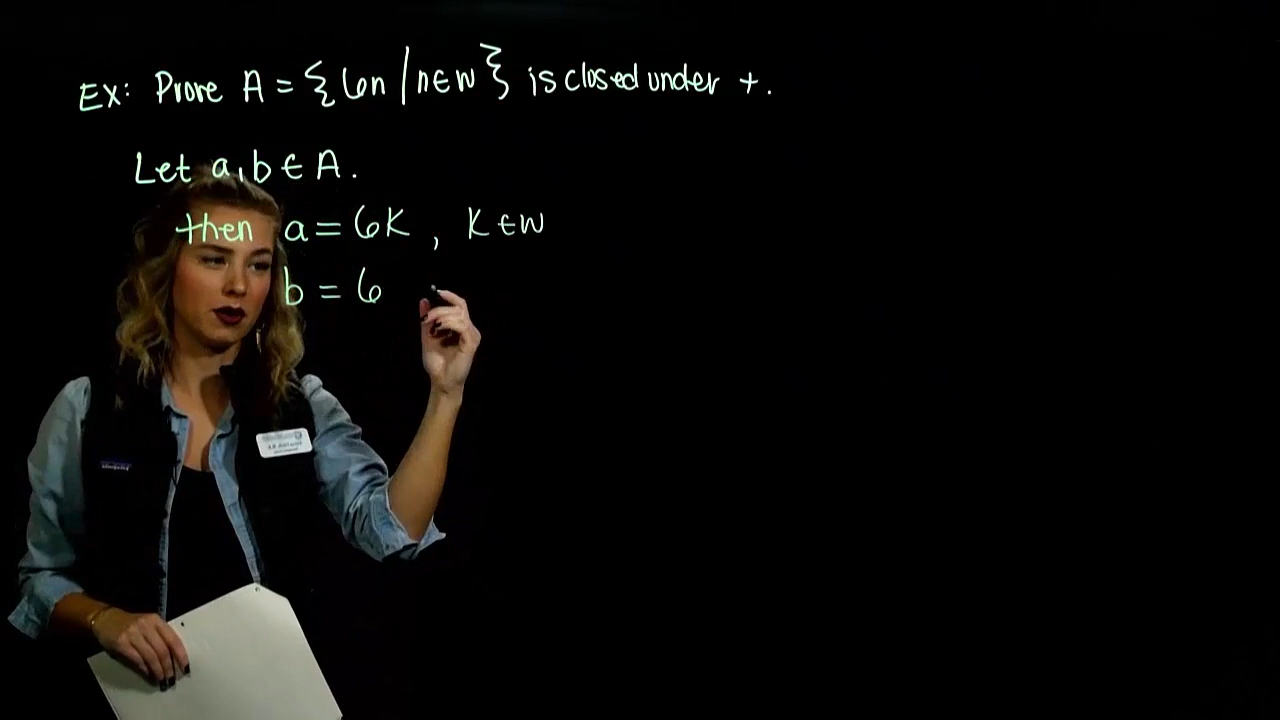 EX: Prove A = {6n | n ∈ W} is closed under +.
Let a, b ∈ A.
then a = 6K , K ∈ W
b = 6